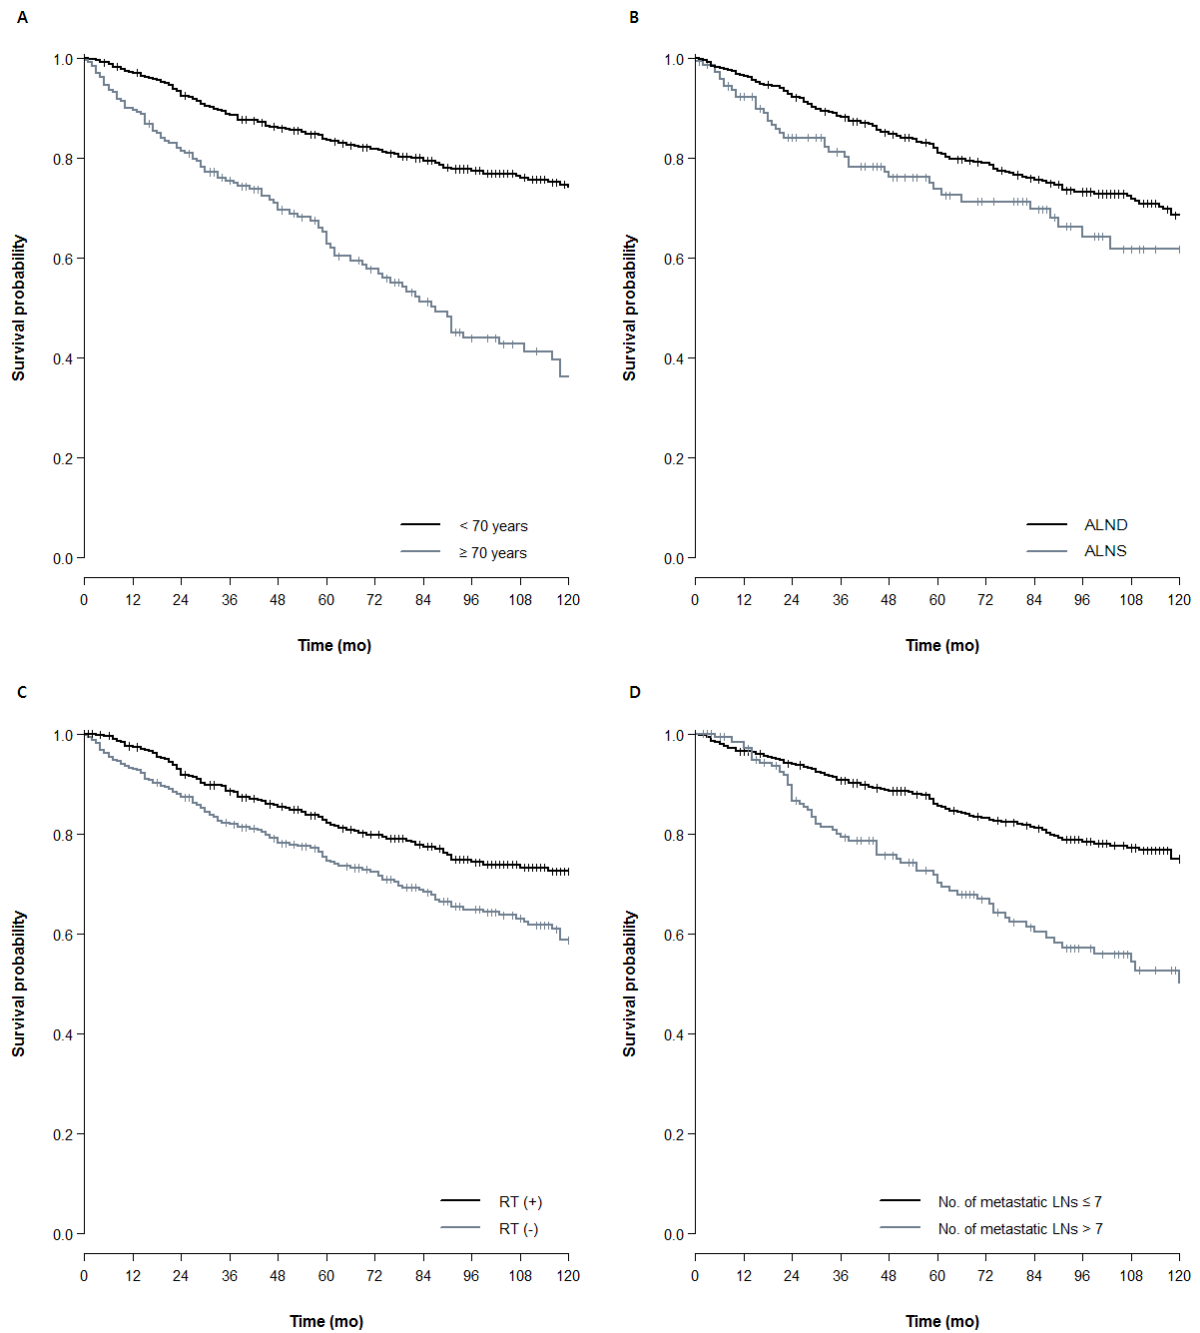 A
1.0
0.8
0.6
0.4
0.2
0.0
Survival probability
< 70 years
≥ 70 years
0 12 24 36 48 60 72 84 96 108 120
Time (mo)
B
1.0
0.8
0.6
0.4
0.2
0.0
Survival probability
ALND
ALNS
0 12 24 36 48 60 72 84 96 108 120
Time (mo)
C
1.0
0.8
0.6
0.4
0.2
0.0
Survival probability
RT (+)
RT (-)
0 12 24 36 48 60 72 84 96 108 120
Time (mo)
D
1.0
0.8
0.6
0.4
0.2
0.0
Survival probability
No. of metastatic LNs ≤ 7
No. of metastatic LNs > 7
0 12 24 36 48 60 72 84 96 108 120
Time (mo)